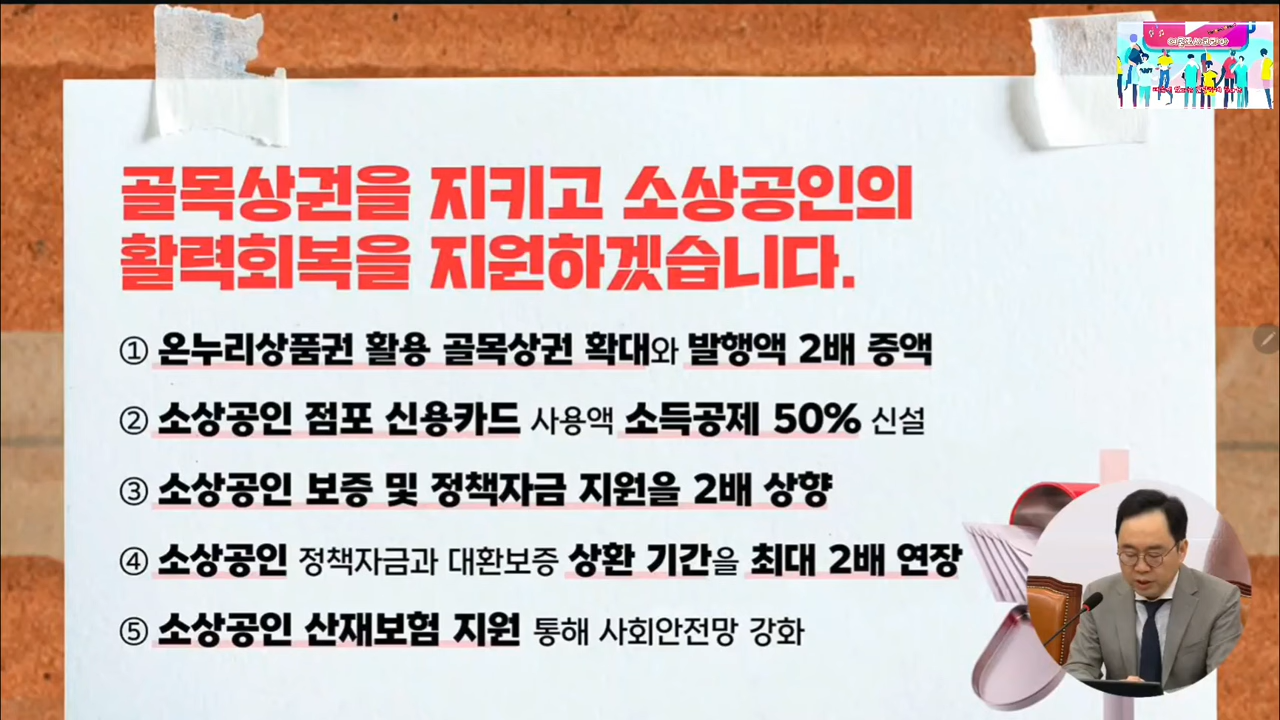 골목상권을 지키고 소상공인의
활력회복을 지원하겠습니다.
① 온누리상품권 활용 골목상권 확대와 발행액 2배 증액
② 소상공인 점포 신용카드 사용액 소득공제 50% 신설
③ 소상공인 보증 및 정책자금 지원을 2배 상향
④ 소상공인 정책자금과 대환보증 상환 기간을 최대 2배 연장
⑤ 소상공인 산재보험 지원 통해 사회안전망 강화